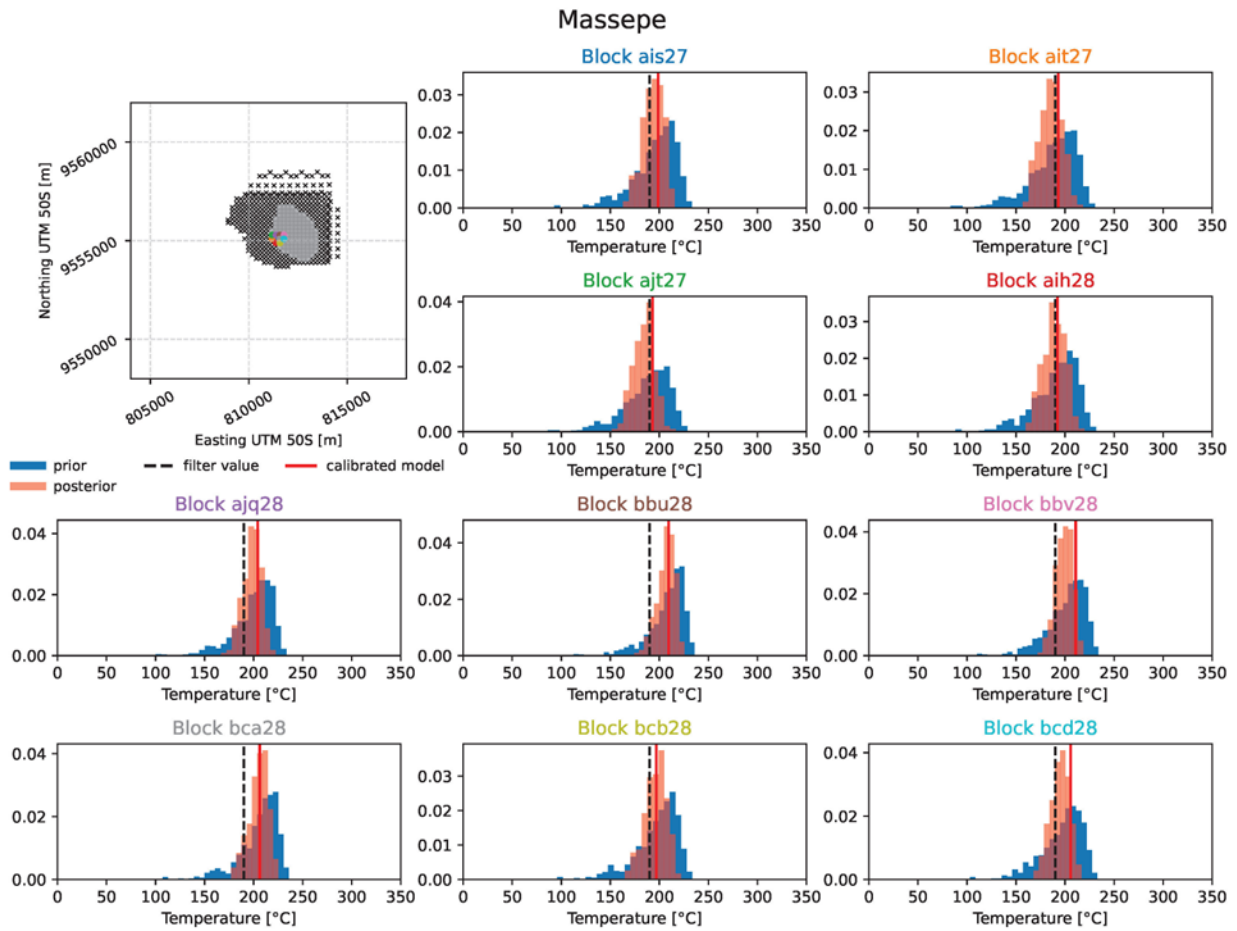 Massepe
Block ais27
Block ait27
9560000
9555000
9550000
Northing UTM 50S [m]
805000
810000
815000
Easting UTM 50S [m]
0.03
0.02
0.01
0.00
0 50 100 150 200 250 300 350
Temperature [°C]
0.03
0.02
0.01
0.00
0 50 100 150 200 250 300 350
Temperature [°C]
Block ajt27
Block aih28
0.04
0.02
0.00
0 50 100 150 200 250 300 350
Temperature [°C]
0.03
0.02
0.01
0.00
0 50 100 150 200 250 300 350
Temperature [°C]
prior
posterior
filter value
calibrated model
Block ajq28
Block bbu28
Block bbv28
0.04
0.02
0.00
0 50 100 150 200 250 300 350
Temperature [°C]
0.04
0.02
0.00
0 50 100 150 200 250 300 350
Temperature [°C]
0.04
0.02
0.00
0 50 100 150 200 250 300 350
Temperature [°C]
Block bca28
Block bcb28
Block bcd28
0.04
0.02
0.00
0 50 100 150 200 250 300 350
Temperature [°C]
0.03
0.02
0.01
0.00
0 50 100 150 200 250 300 350
Temperature [°C]
0.04
0.02
0.00
0 50 100 150 200 250 300 350
Temperature [°C]